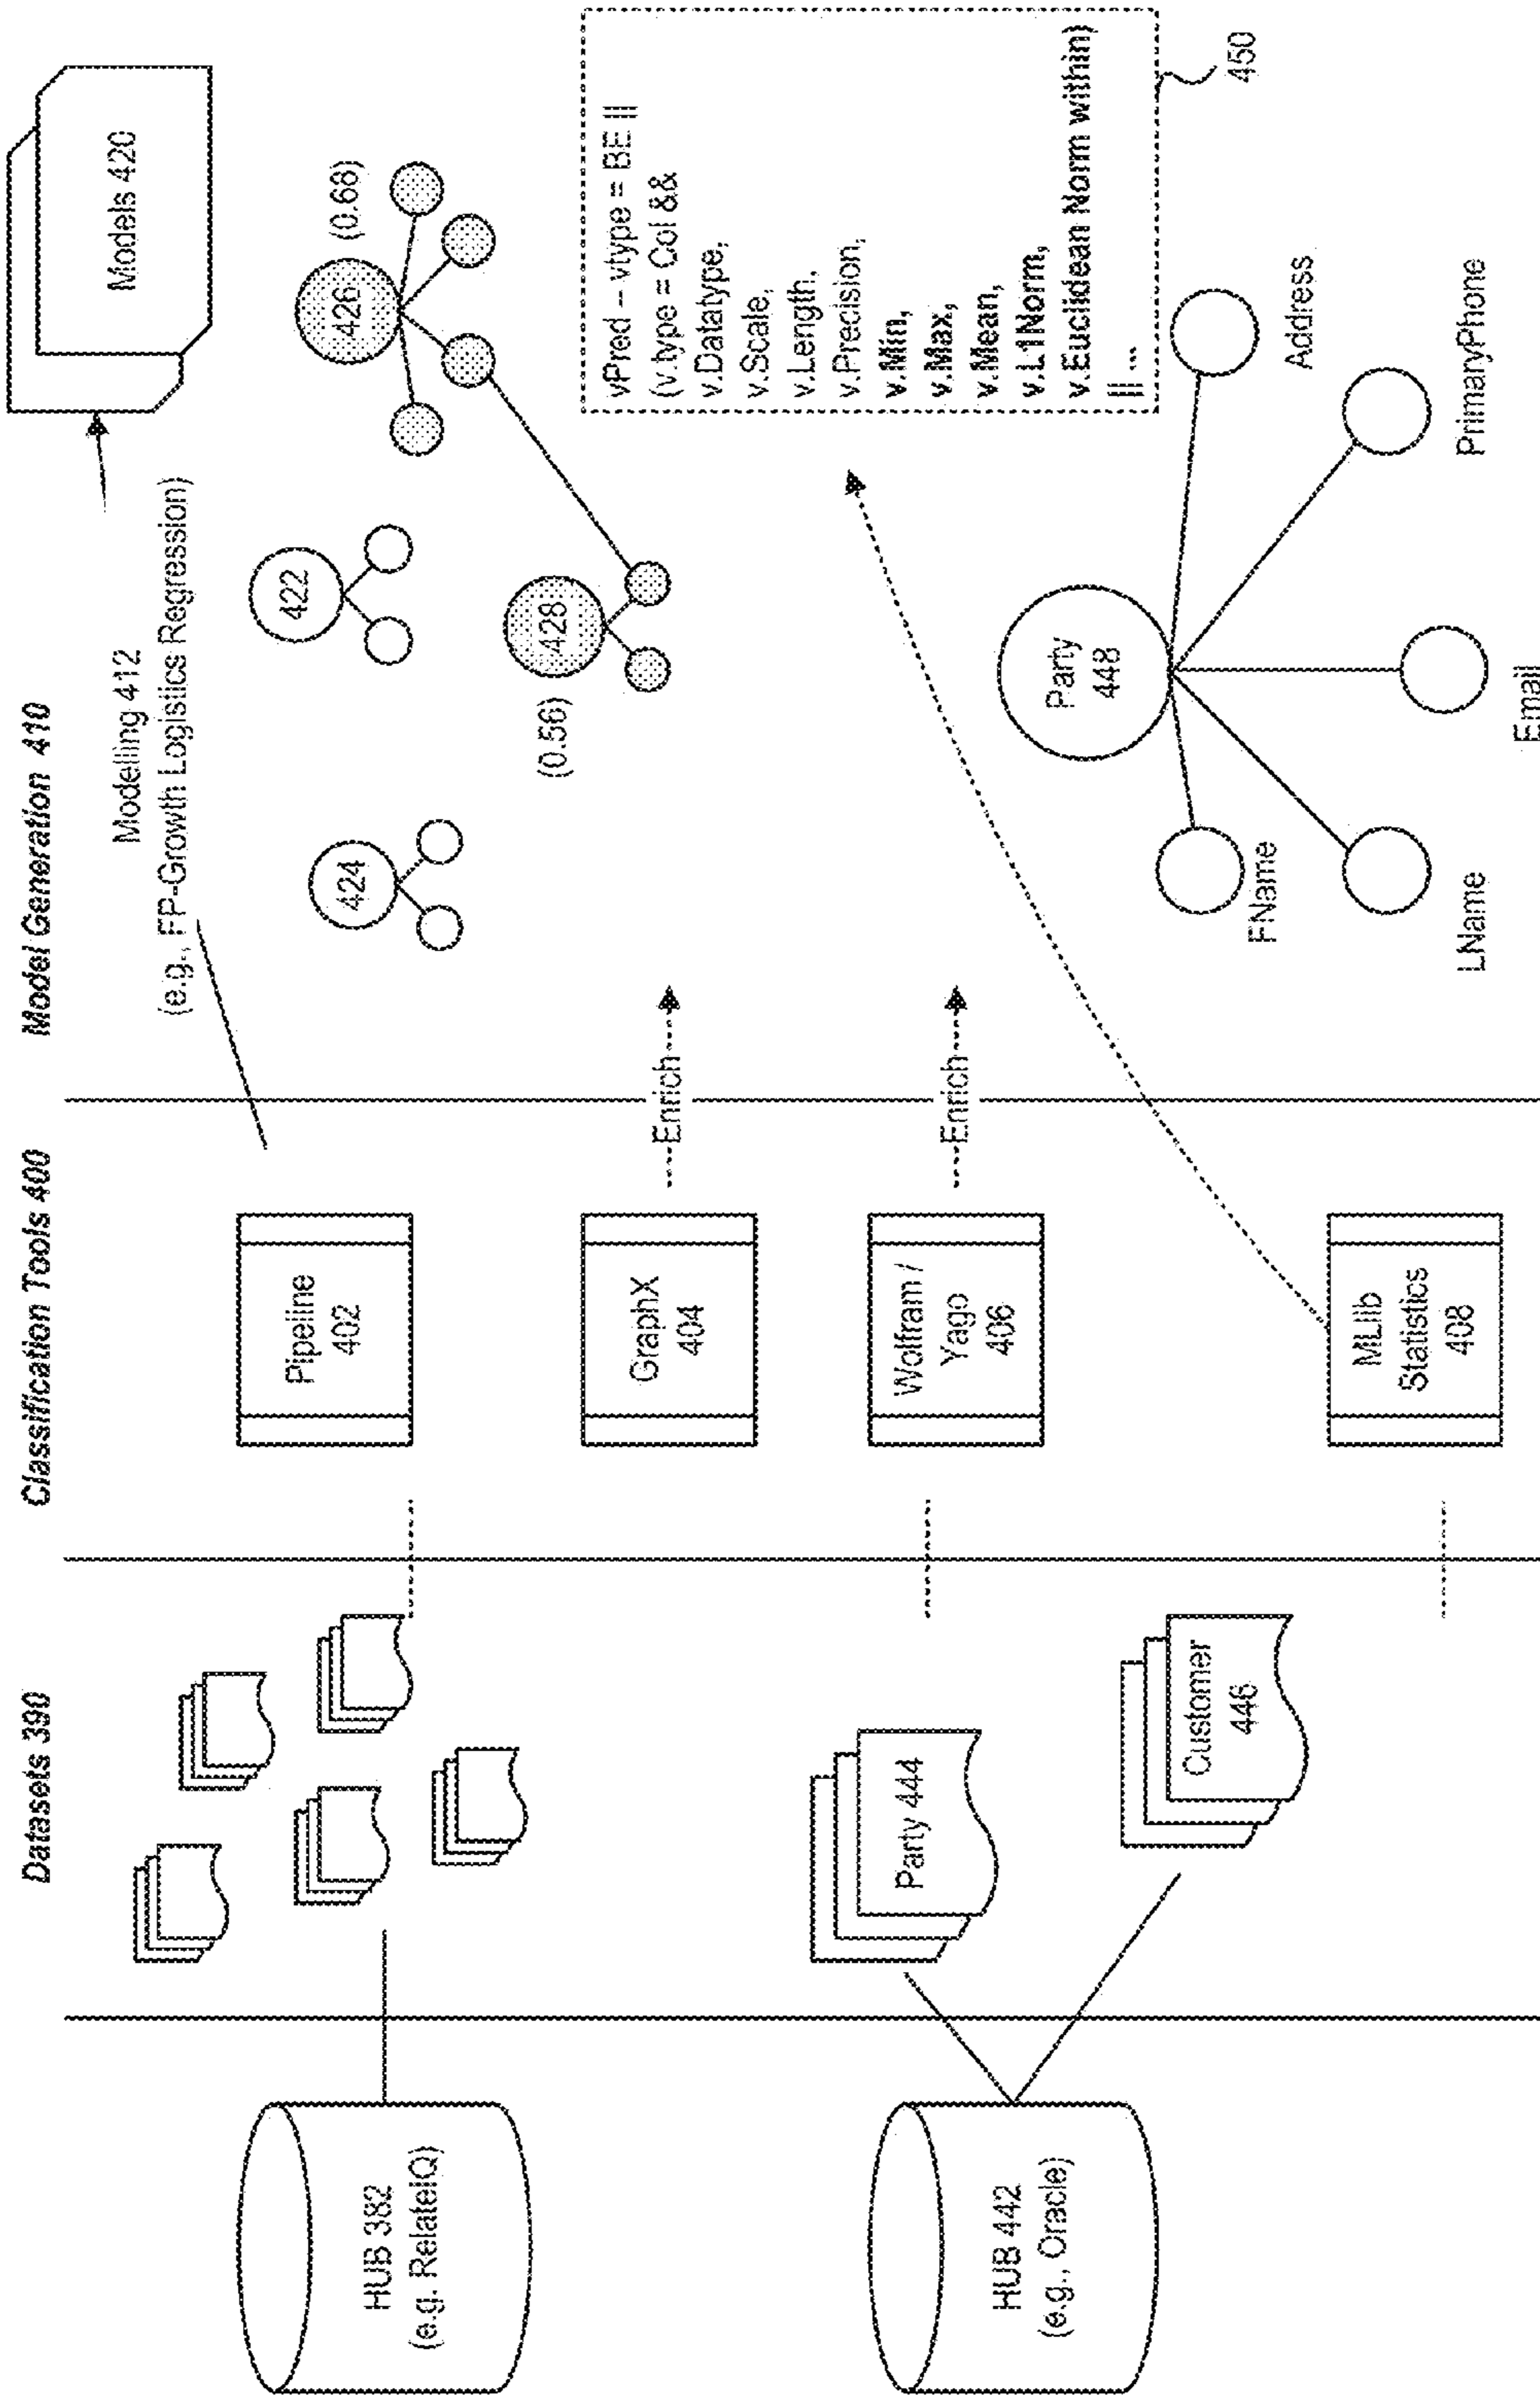 Datasets 390
Classification Tools 400
Model Generation 410
HUB 382
(e.g. RelateIQ)
HUB 442
(e.g., Oracle)
Party 444
Customer
446
Pipeline
402
GraphX
404
Wolfram /
Yago
406
MLlib
Statistics
408
Enrich
Enrich
Modelling 412
(e.g., FP-Growth Logistics Regression)
Models 420
424
422
426
(0.68)
428
(0.56)
vPred – vtype = BE ||
(v.type = Col &&
v.Datatype,
v.Scale,
v.Length,
v.Precision,
v.Min,
v.Max,
v.Mean,
v.L1Norm,
v.Euclidean Norm within)
|| ...
450
Party
448
FName
LName
Email
PrimaryPhone
Address